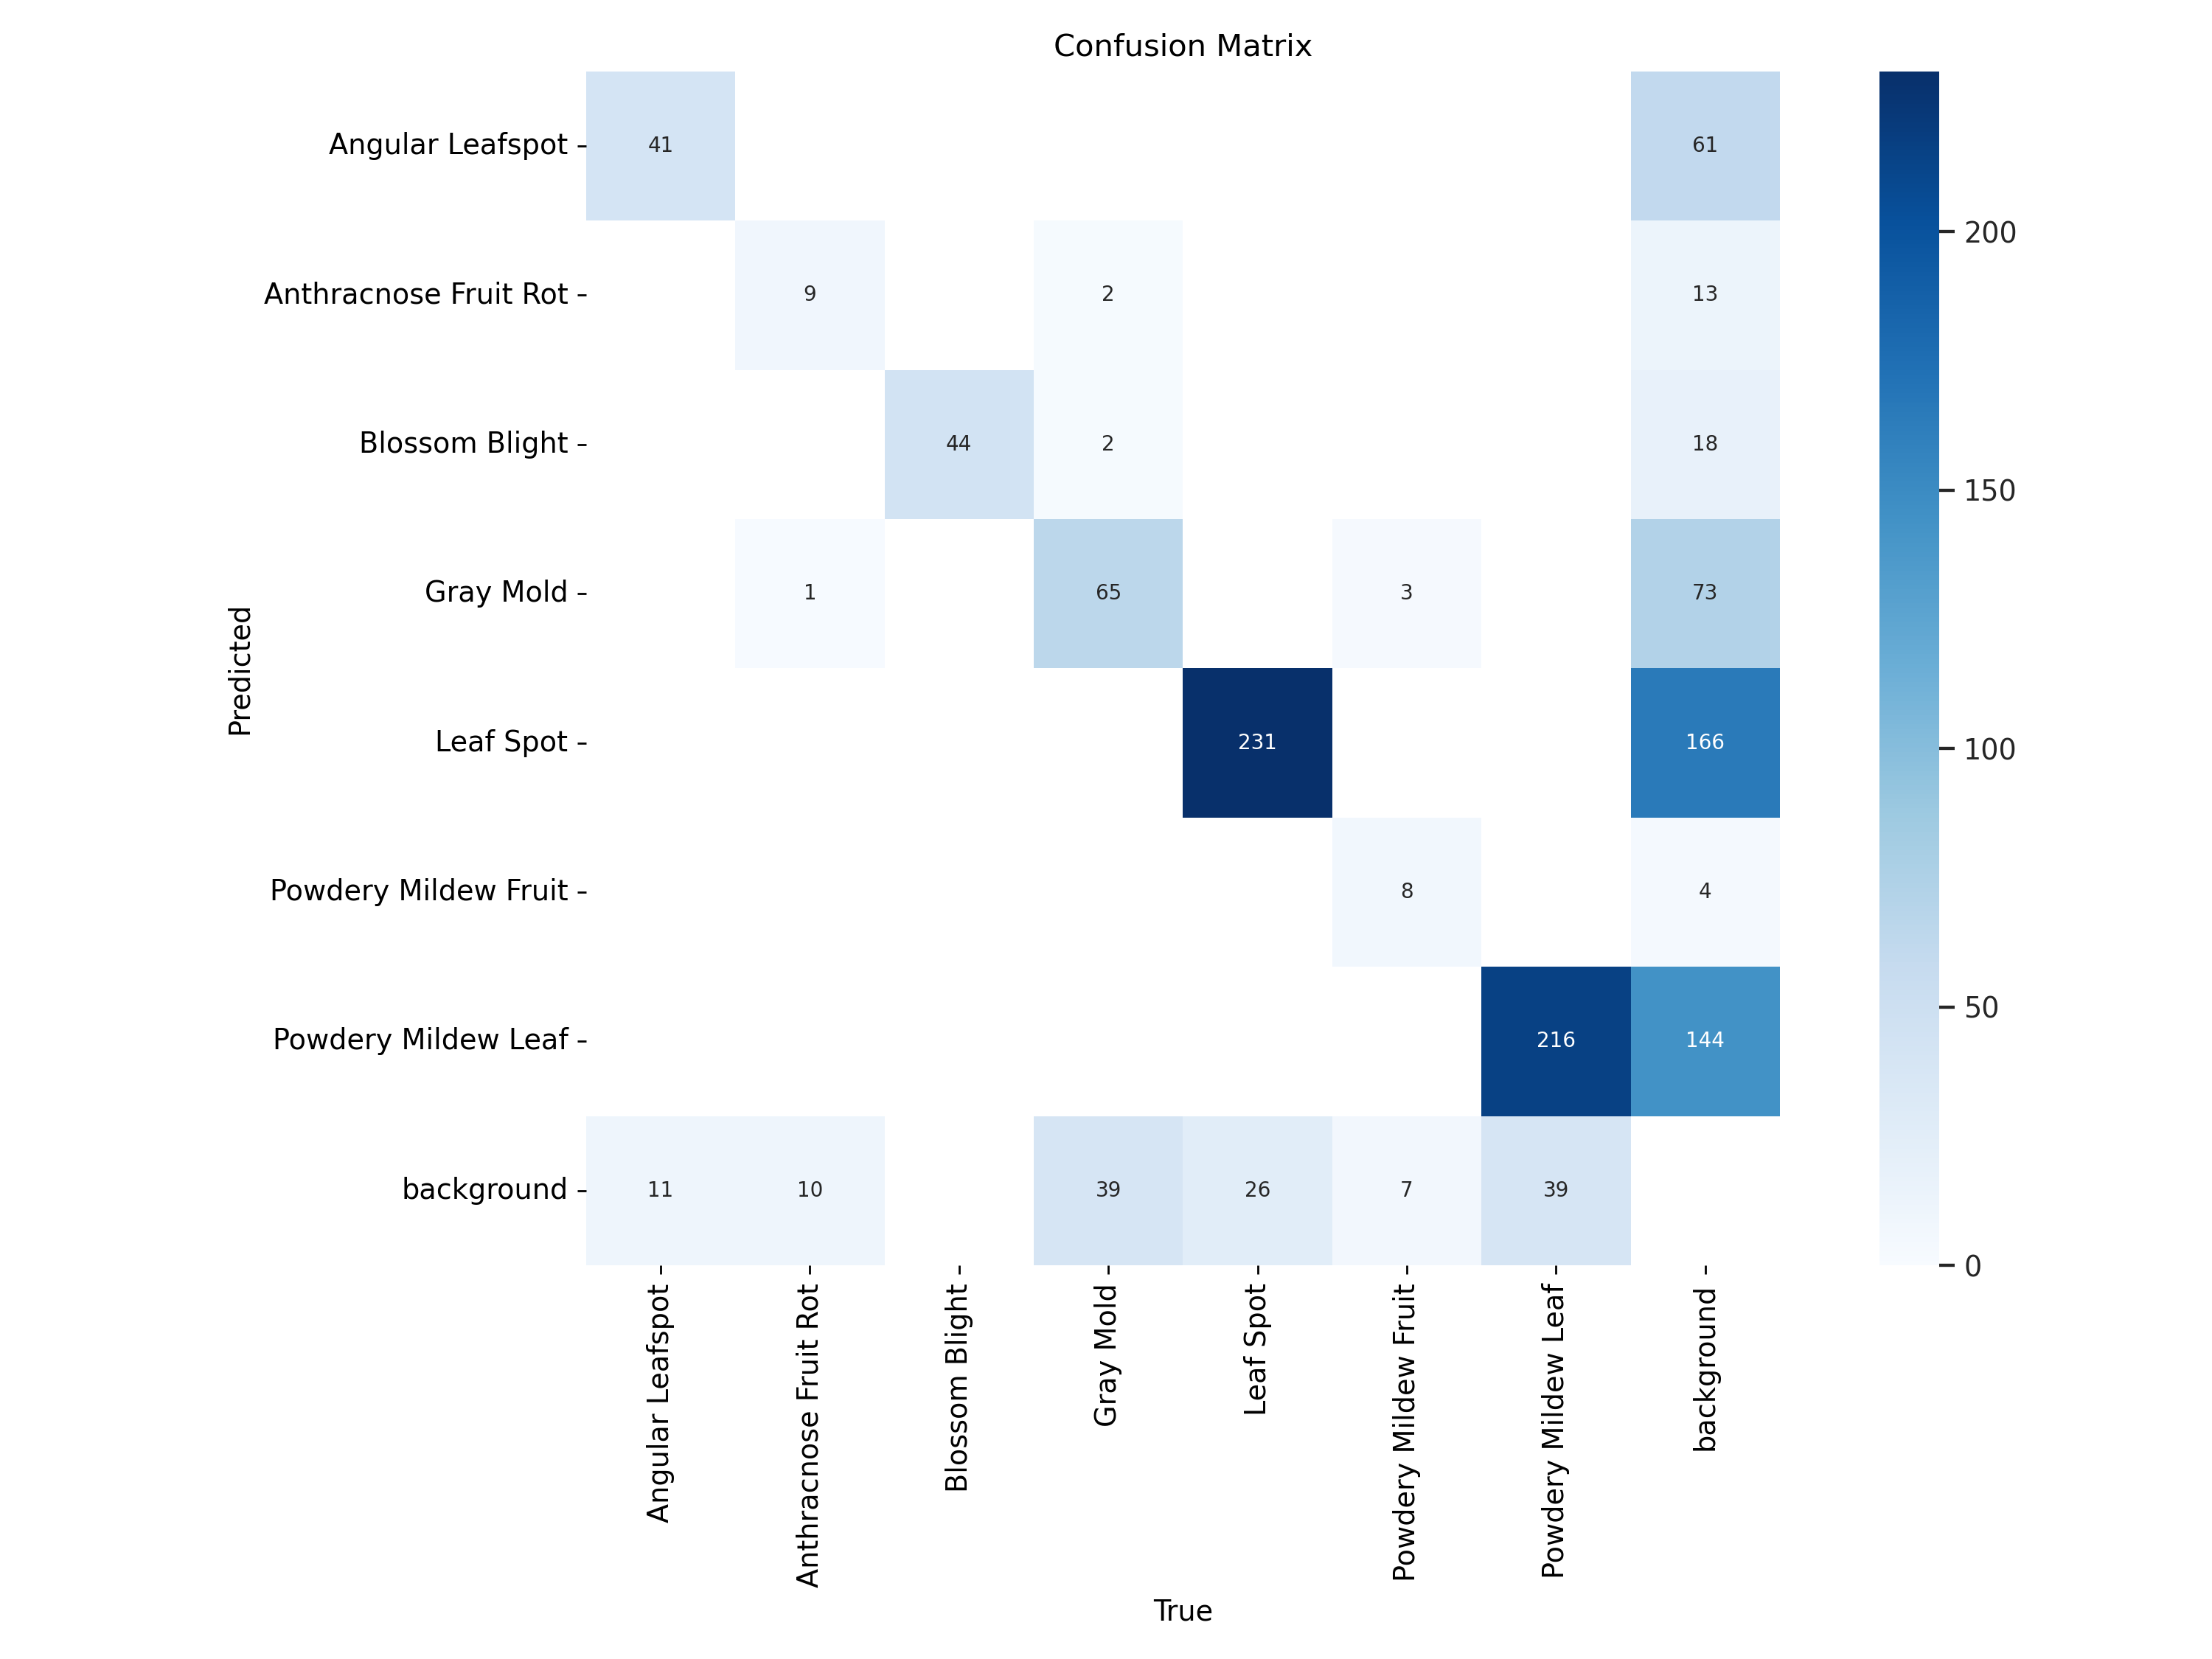 Confusion Matrix
Predicted
Angular Leafspot
41
61
Anthracnose Fruit Rot
9
2
13
Blossom Blight
44
2
18
Gray Mold
1
65
3
73
Leaf Spot
231
166
Powdery Mildew Fruit
8
4
Powdery Mildew Leaf
216
144
background
11
10
39
26
7
39
Angular Leafspot
Anthracnose Fruit Rot
Blossom Blight
Gray Mold
Leaf Spot
Powdery Mildew Fruit
Powdery Mildew Leaf
background
True
200
150
100
50
0